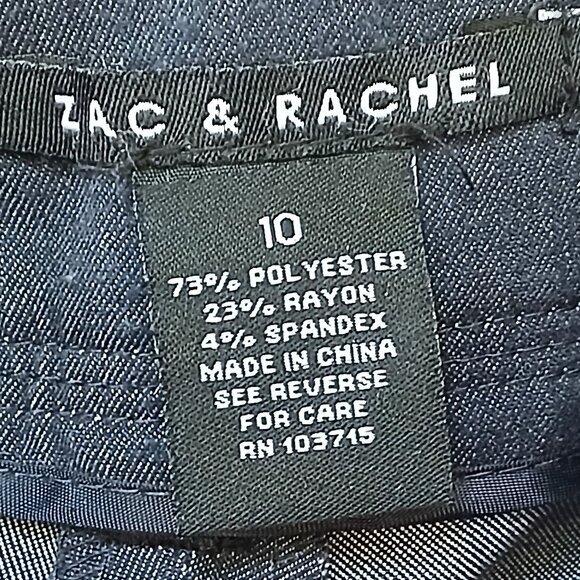 ZAC & RACHEL
10
73% POLYESTER
23% RAYON
4% SPANDEX
MADE IN CHINA
SEE REVERSE
FOR CARE
RN 103715